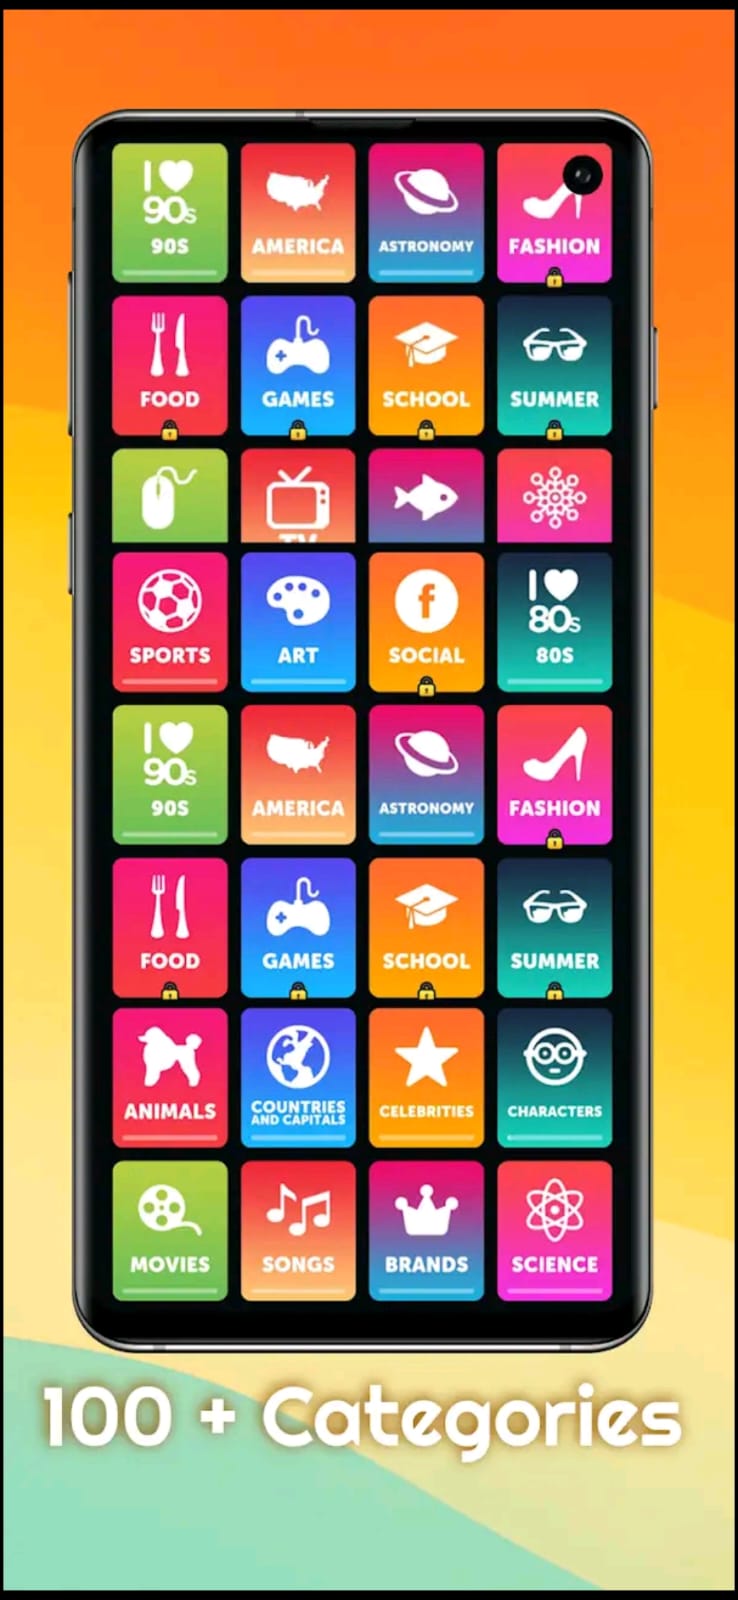 I ♥ 90s
90S
AMERICA
ASTRONOMY
FASHION
FOOD
GAMES
SCHOOL
SUMMER
TV
SPORTS
ART
f
SOCIAL
I ♥ 80s
80S
I ♥ 90s
90S
AMERICA
ASTRONOMY
FASHION
FOOD
GAMES
SCHOOL
SUMMER
ANIMALS
COUNTRIES
AND CAPITALS
CELEBRITIES
CHARACTERS
MOVIES
SONGS
BRANDS
SCIENCE
100 + Categories